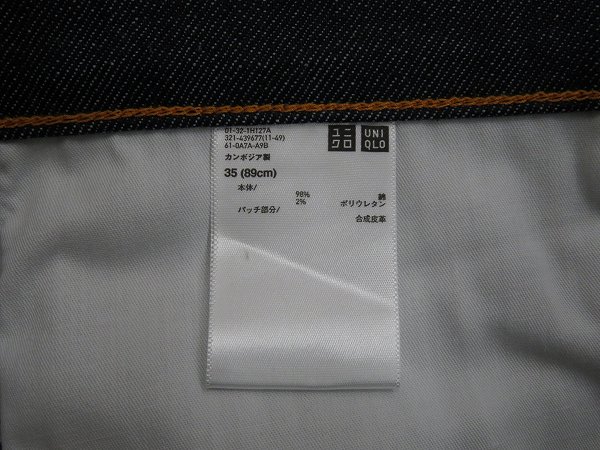 01-32-1H127A
321-439677(11-49)
61-0A7A-A9B
ユニクロ
UNIQLO
カンボジア製
35 (89cm)
本体/
98% 綿
2% ポリウレタン
パッチ部分/
合成皮革